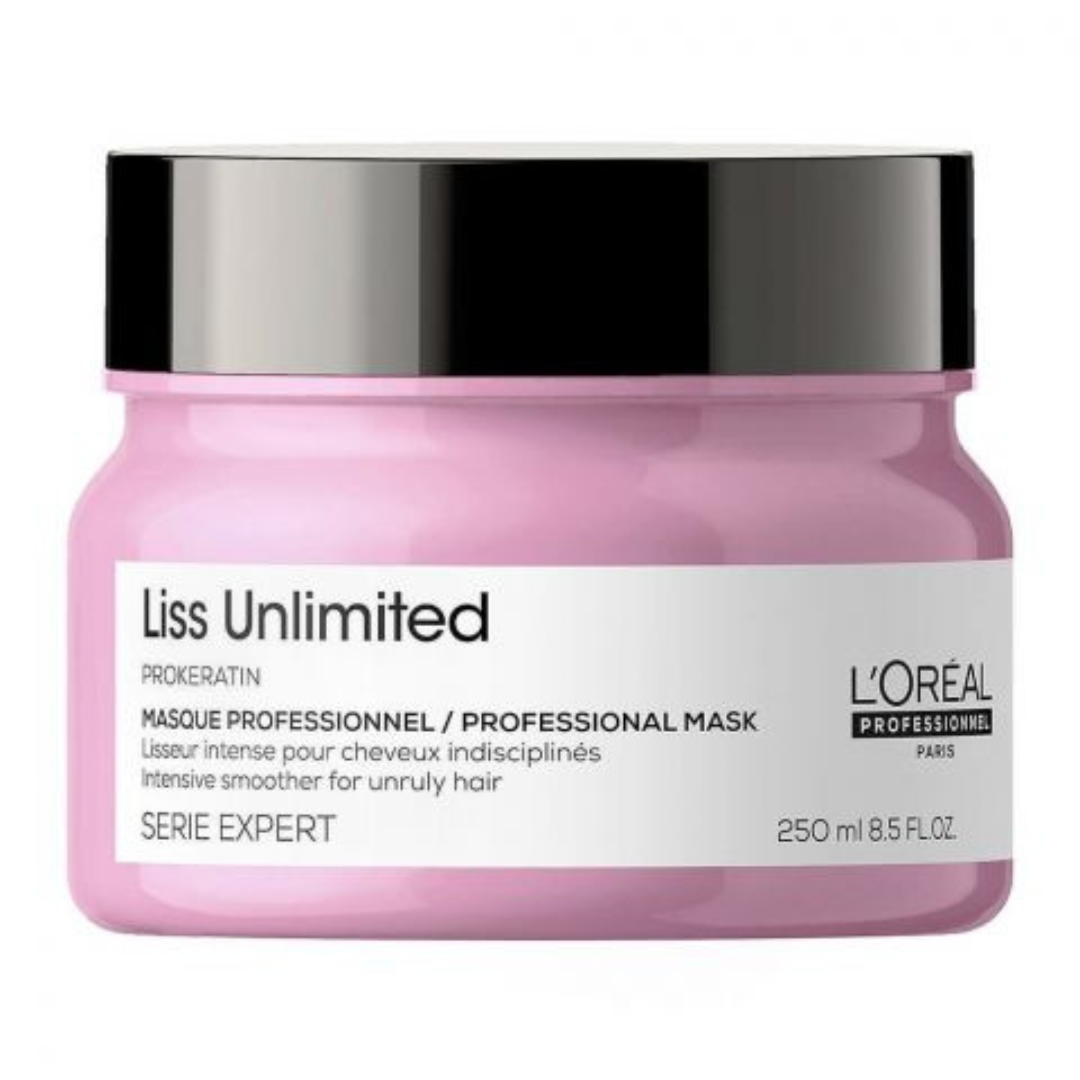 Liss Unlimited
PROKERATIN
MASQUE PROFESSIONNEL / PROFESSIONAL MASK
Lisseur intense pour cheveux indisciplinés
Intensive smoother for unruly hair
SERIE EXPERT
L'ORÉAL
PROFESSIONNEL
PARIS
250 ml 8.5 FL.OZ.